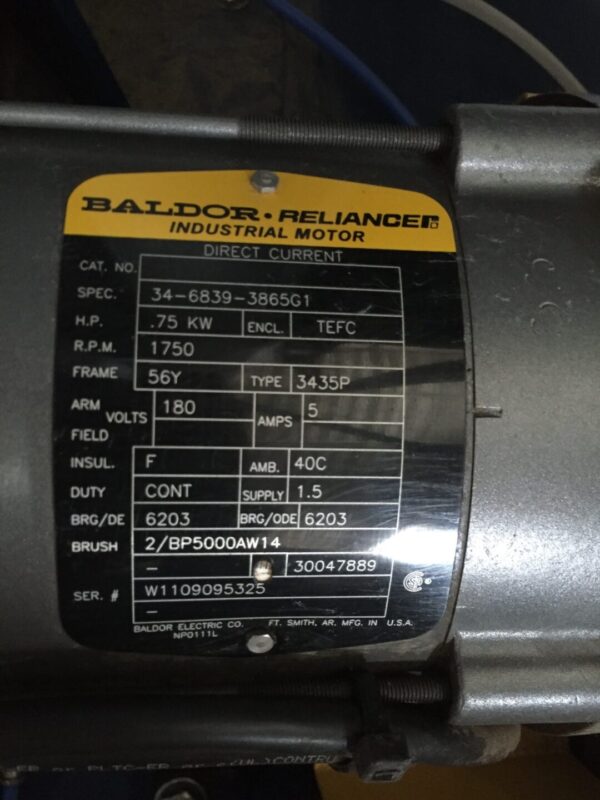 BALDOR • RELIANCER
INDUSTRIAL MOTOR
DIRECT CURRENT
CAT. NO.
SPEC. 34-6839-3865G1
H.P. .75 KW ENCL. TEFC
R.P.M. 1750
FRAME 56Y TYPE 3435P
ARM VOLTS 180 AMPS 5
FIELD
INSUL. F AMB. 40C
DUTY CONT SUPPLY 1.5
BRG/DE 6203 BRG/ODE 6203
BRUSH 2/BP5000AW14
- 30047889
SER. # W1109095325
-
BALDOR ELECTRIC CO. FT. SMITH, AR. MFG. IN U.S.A.
NP0111L